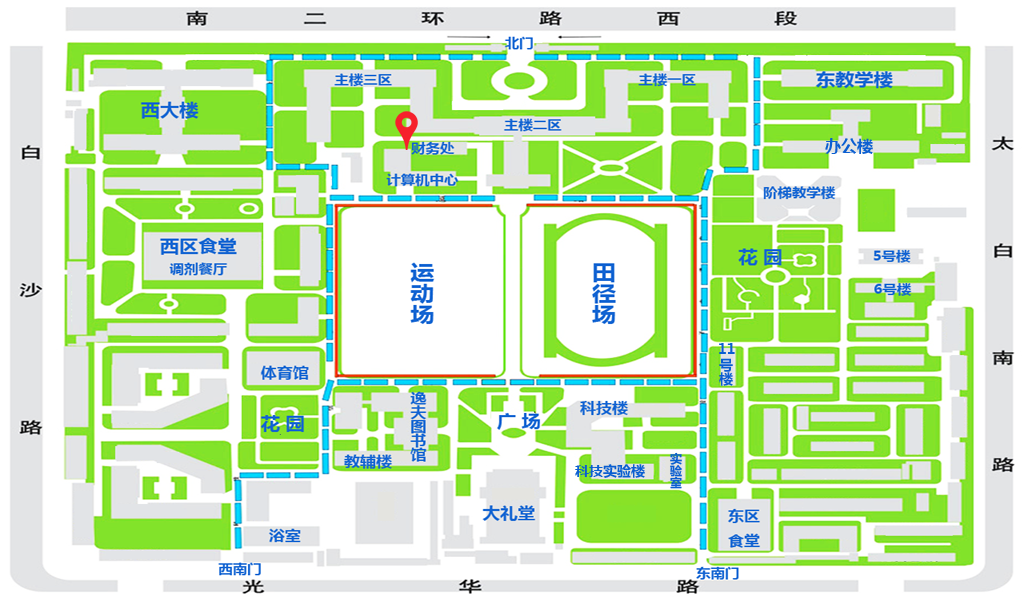 南二环路西段
北门
主楼三区
主楼一区
东教学楼
西大楼
主楼二区
财务处
办公楼
计算机中心
阶梯教学楼
白沙路
太白南路
西区食堂
调剂餐厅
运动场
田径场
花园
5号楼
6号楼
11号楼
体育馆
花园
逸夫图书馆
广场
科技楼
教辅楼
科技实验楼
实验室
大礼堂
东区
食堂
浴室
西南门
东南门
光华路